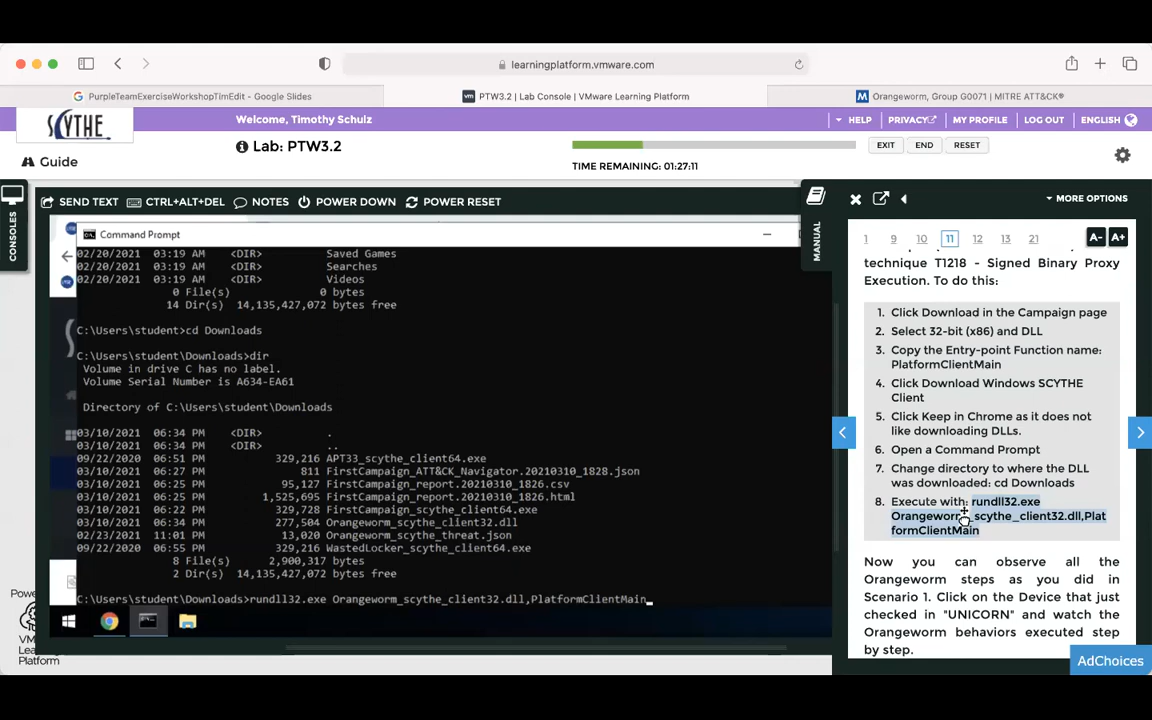 learningplatform.vmware.com
PurpleTeamExerciseWorkshopTimEdit - Google Slides
PTW3.2 | Lab Console | VMware Learning Platform
Orangeworm, Group G0071 | MITRE ATT&CK®
SCYTHE
Welcome, Timothy Schulz
HELP
PRIVACY
MY PROFILE
LOG OUT
ENGLISH
Guide
Lab: PTW3.2
TIME REMAINING: 01:27:11
EXIT
END
RESET
CONSOLES
SEND TEXT
CTRL+ALT+DEL
NOTES
POWER DOWN
POWER RESET
Command Prompt
02/20/2021 03:19 AM <DIR> Saved Games
02/20/2021 03:19 AM <DIR> Searches
02/20/2021 03:19 AM <DIR> Videos
0 File(s) 0 bytes
14 Dir(s) 14,135,427,072 bytes free
C:\Users\student>cd Downloads
C:\Users\student\Downloads>dir
Volume in drive C has no label.
Volume Serial Number is A634-EA61
Directory of C:\Users\student\Downloads
03/10/2021 06:34 PM <DIR> .
03/10/2021 06:34 PM <DIR> ..
09/22/2020 06:51 PM 329,216 APT33_scythe_client64.exe
03/10/2021 06:27 PM 811 FirstCampaign_ATT&CK_Navigator.20210310_1828.json
03/10/2021 06:25 PM 95,127 FirstCampaign_report.20210310_1826.csv
03/10/2021 06:25 PM 1,525,695 FirstCampaign_report.20210310_1826.html
03/10/2021 06:25 PM 329,728 FirstCampaign_scythe_client64.exe
03/10/2021 06:34 PM 277,504 Orangeworm_scythe_client32.dll
02/23/2021 11:01 PM 13,020 Orangeworm_scythe_threat.json
09/22/2020 06:55 PM 329,216 WastedLocker_scythe_client64.exe
8 File(s) 2,900,317 bytes
2 Dir(s) 14,135,427,072 bytes free
C:\Users\student\Downloads>rundll32.exe Orangeworm_scythe_client32.dll,PlatformClientMain_
MANUAL
MORE OPTIONS
1 9 10 11 12 13 21
A- A+
technique T1218 - Signed Binary Proxy
Execution. To do this:
1. Click Download in the Campaign page
2. Select 32-bit (x86) and DLL
3. Copy the Entry-point Function name:
PlatformClientMain
4. Click Download Windows SCYTHE
Client
5. Click Keep in Chrome as it does not
like downloading DLLs.
6. Open a Command Prompt
7. Change directory to where the DLL
was downloaded: cd Downloads
8. Execute with: rundll32.exe
Orangeworm_scythe_client32.dll,Plat
formClientMain
Now you can observe all the
Orangeworm steps as you did in
Scenario 1. Click on the Device that just
checked in "UNICORN" and watch the
Orangeworm behaviors executed step
by step.
AdChoices
Platform